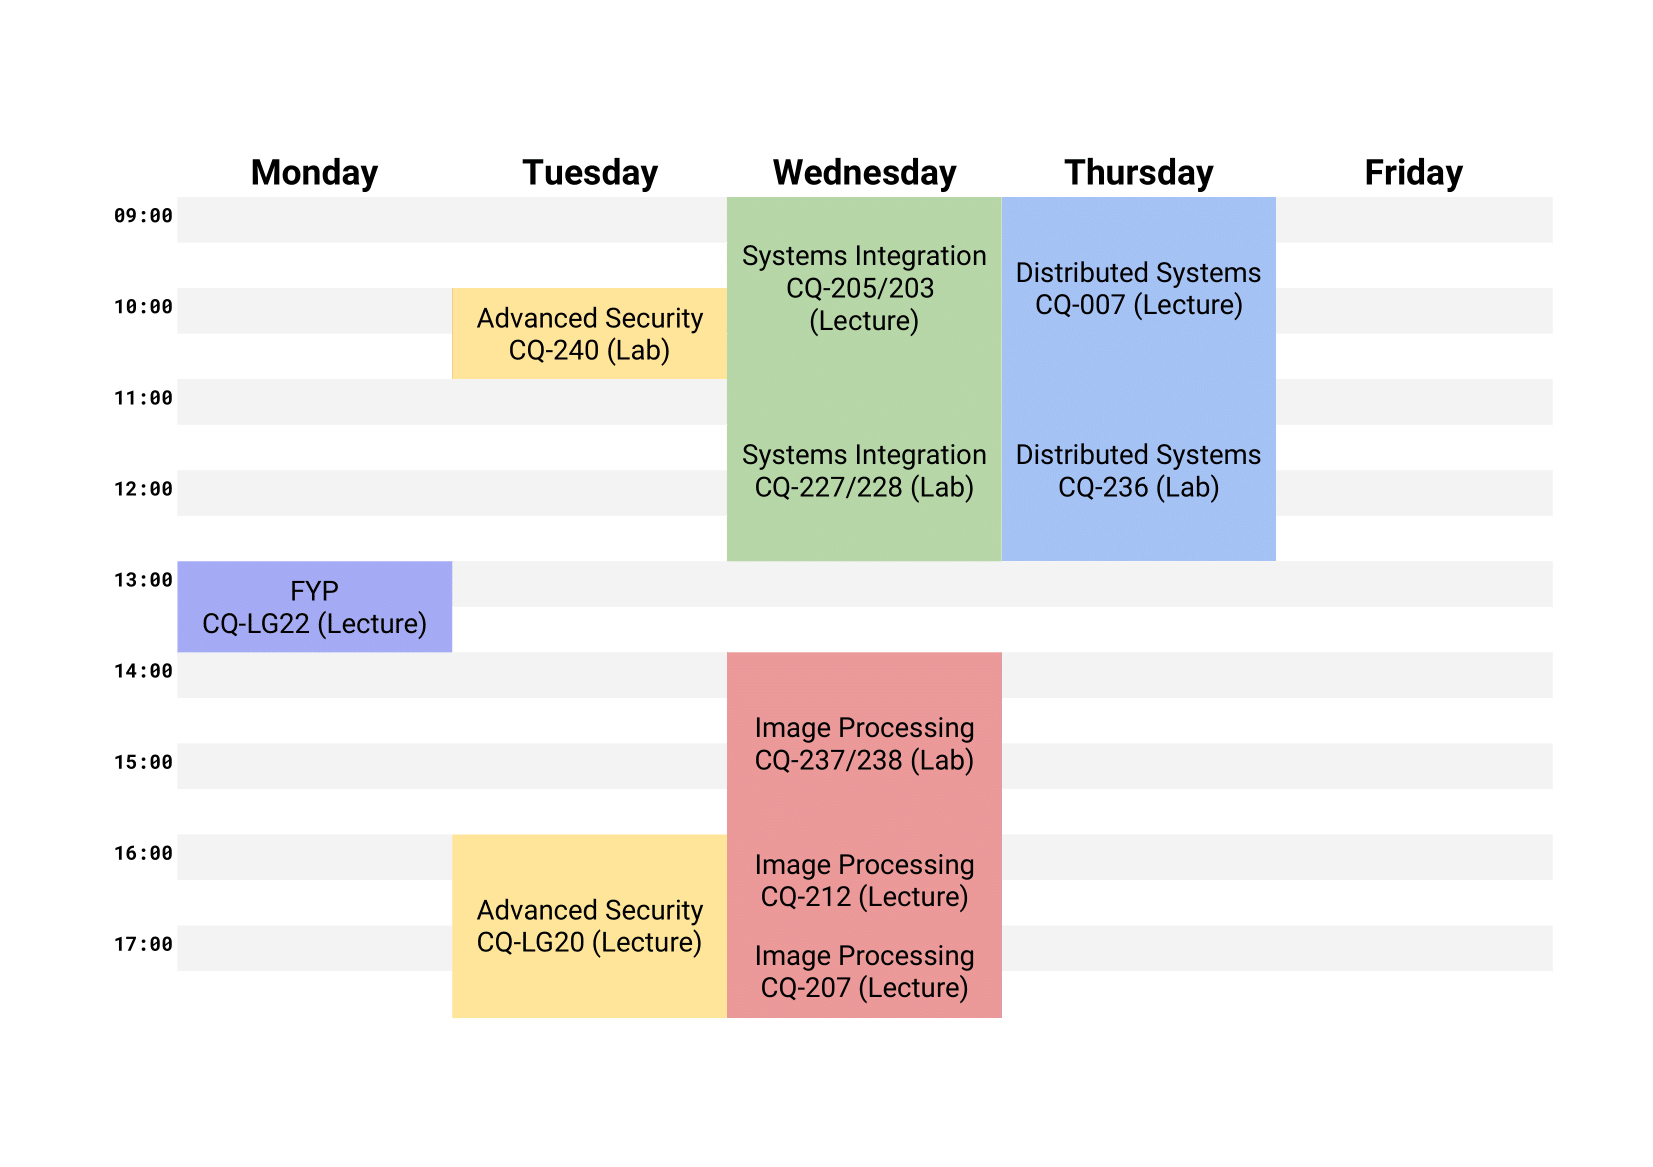 Monday Tuesday Wednesday Thursday Friday
09:00
Systems Integration
CQ-205/203
(Lecture)
Distributed Systems
CQ-007 (Lecture)
10:00
Advanced Security
CQ-240 (Lab)
11:00
Systems Integration
CQ-227/228 (Lab)
Distributed Systems
CQ-236 (Lab)
12:00
13:00
FYP
CQ-LG22 (Lecture)
14:00
Image Processing
CQ-237/238 (Lab)
15:00
16:00
Image Processing
CQ-212 (Lecture)
Advanced Security
CQ-LG20 (Lecture)
17:00
Image Processing
CQ-207 (Lecture)